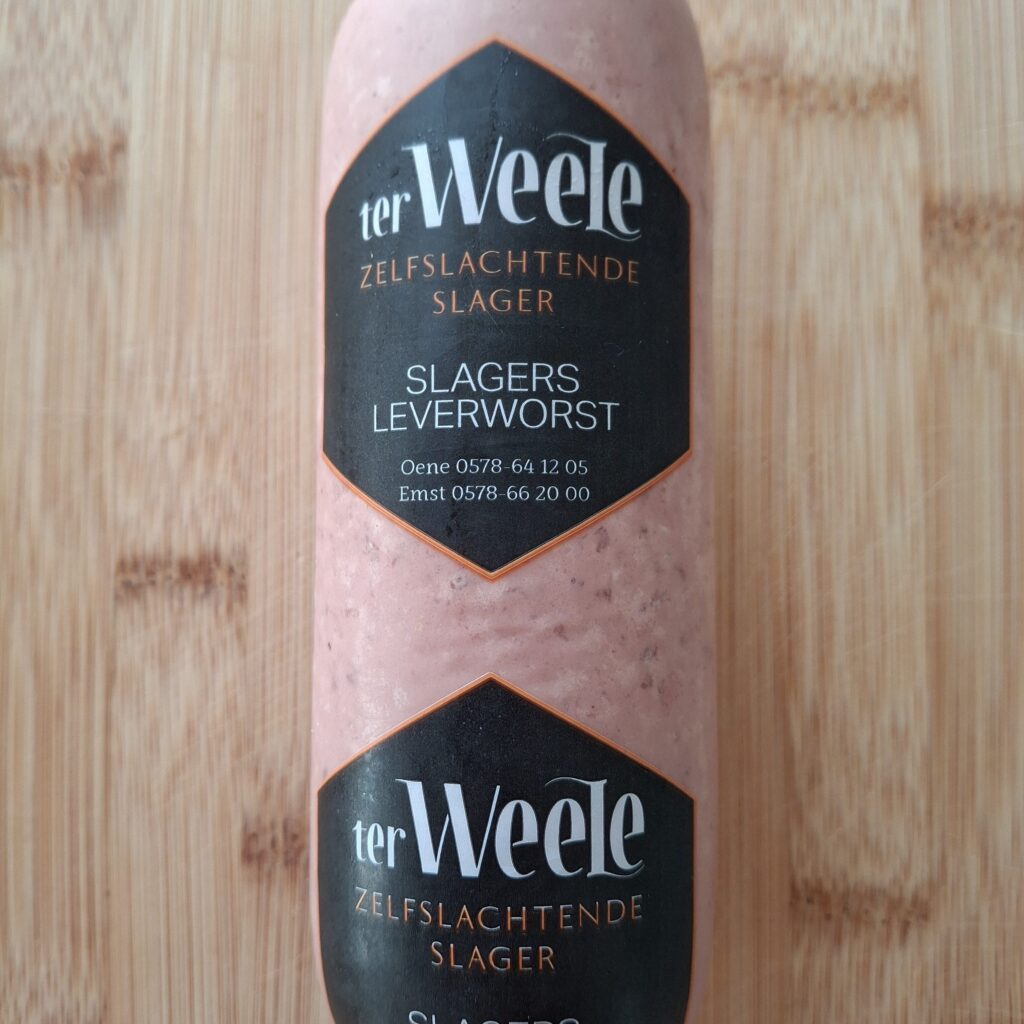 ter Weele
ZELFSLACHTENDE
SLAGER
SLAGERS
LEVERWORST
Oene 0578-64 12 05
Emst 0578-66 20 00
ter Weele
ZELFSLACHTENDE
SLAGER
SLAGERS